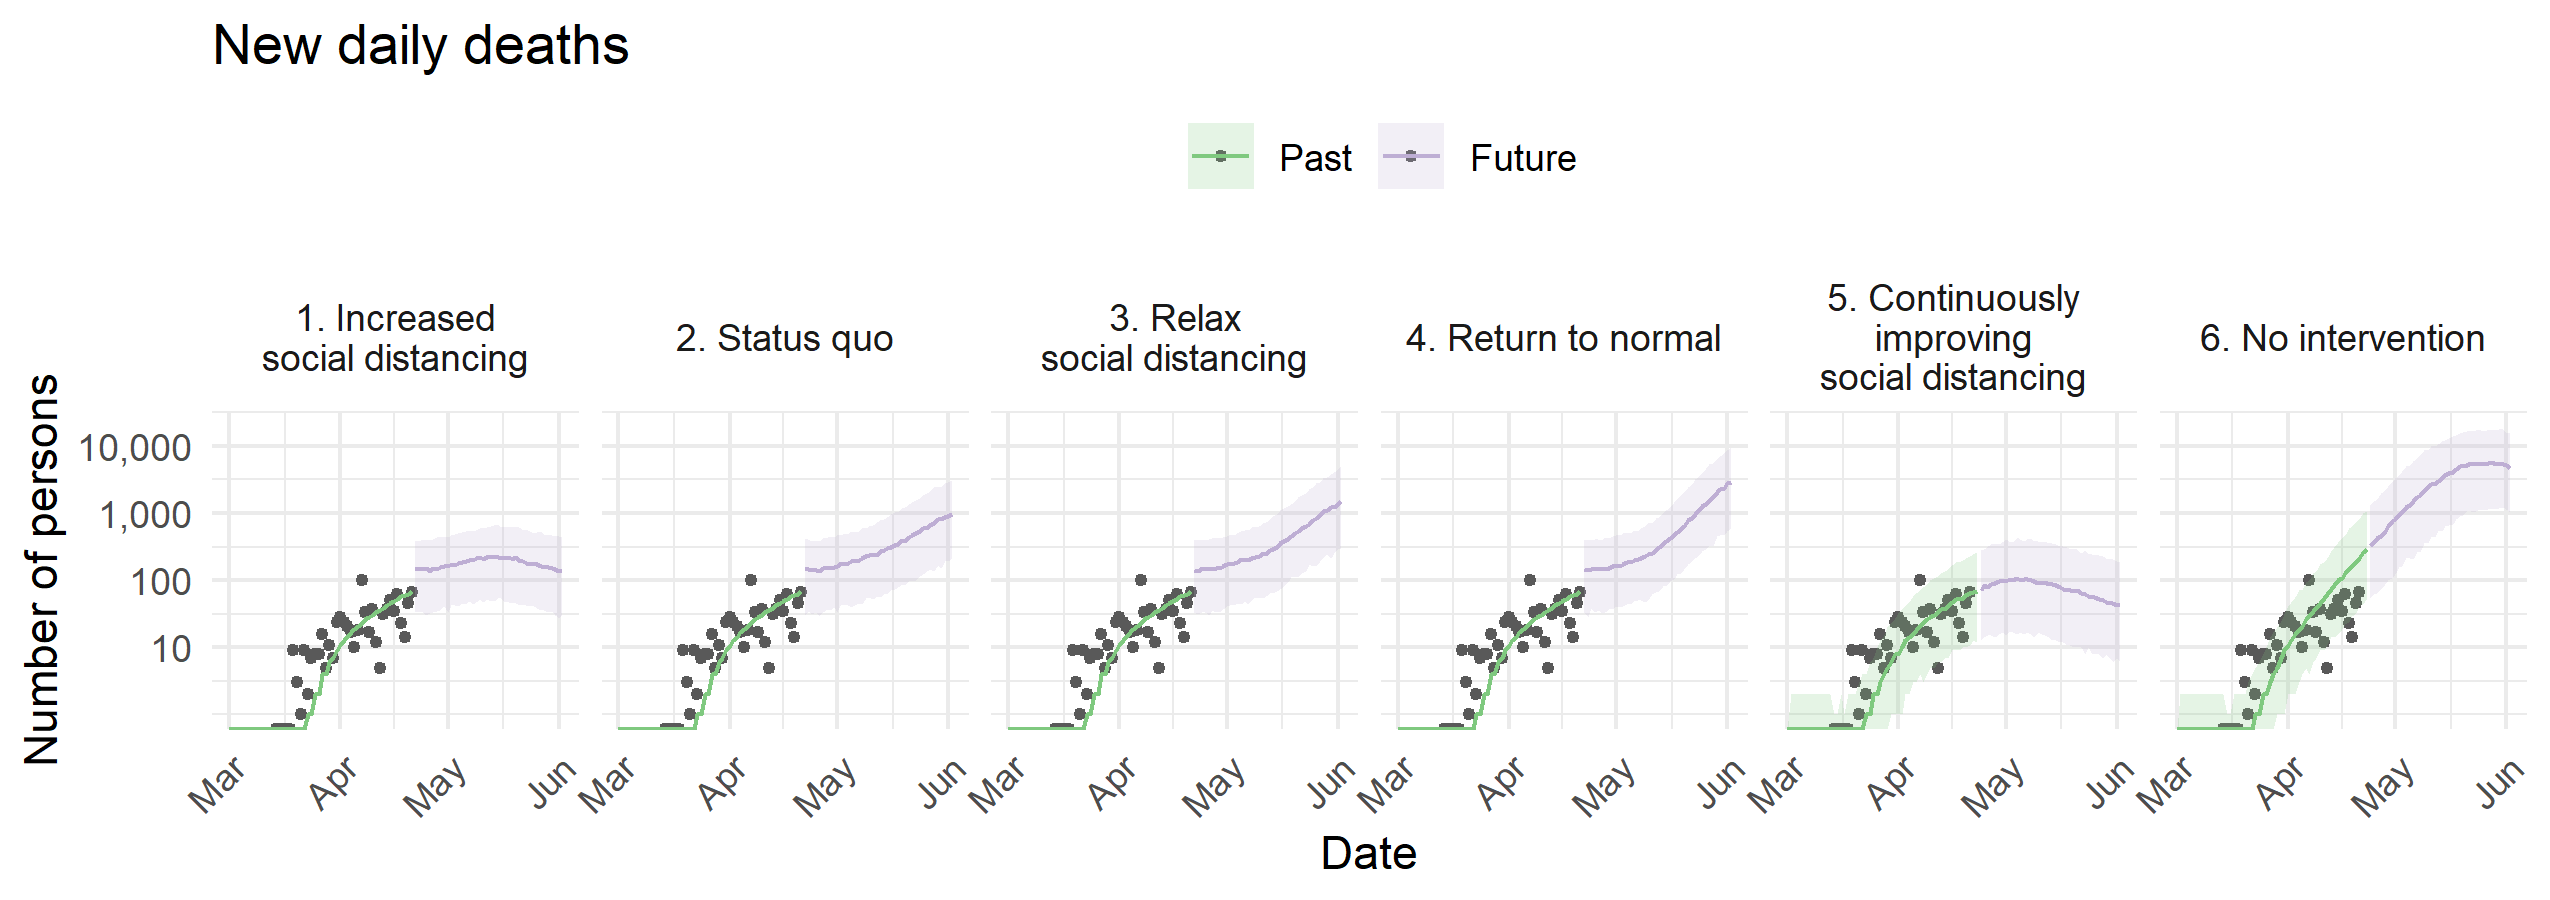 New daily deaths
Past
Future
1. Increased
social distancing
2. Status quo
3. Relax
social distancing
4. Return to normal
5. Continuously
improving
social distancing
6. No intervention
Number of persons
10,000
1,000
100
10
Mar
Apr
May
Jun
Mar
Apr
May
Jun
Mar
Apr
May
Jun
Mar
Apr
May
Jun
Mar
Apr
May
Jun
Mar
Apr
May
Jun
Date